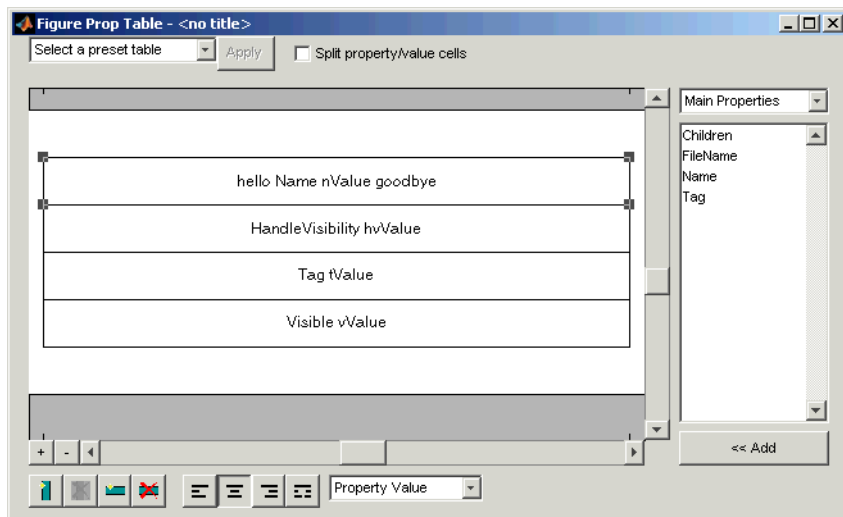 Figure Prop Table - <no title>
Select a preset table
Apply
Split property/value cells
Main Properties
Children
FileName
Name
Tag
hello Name nValue goodbye
HandleVisibility hvValue
Tag tValue
Visible vValue
<< Add
+ -
Property Value